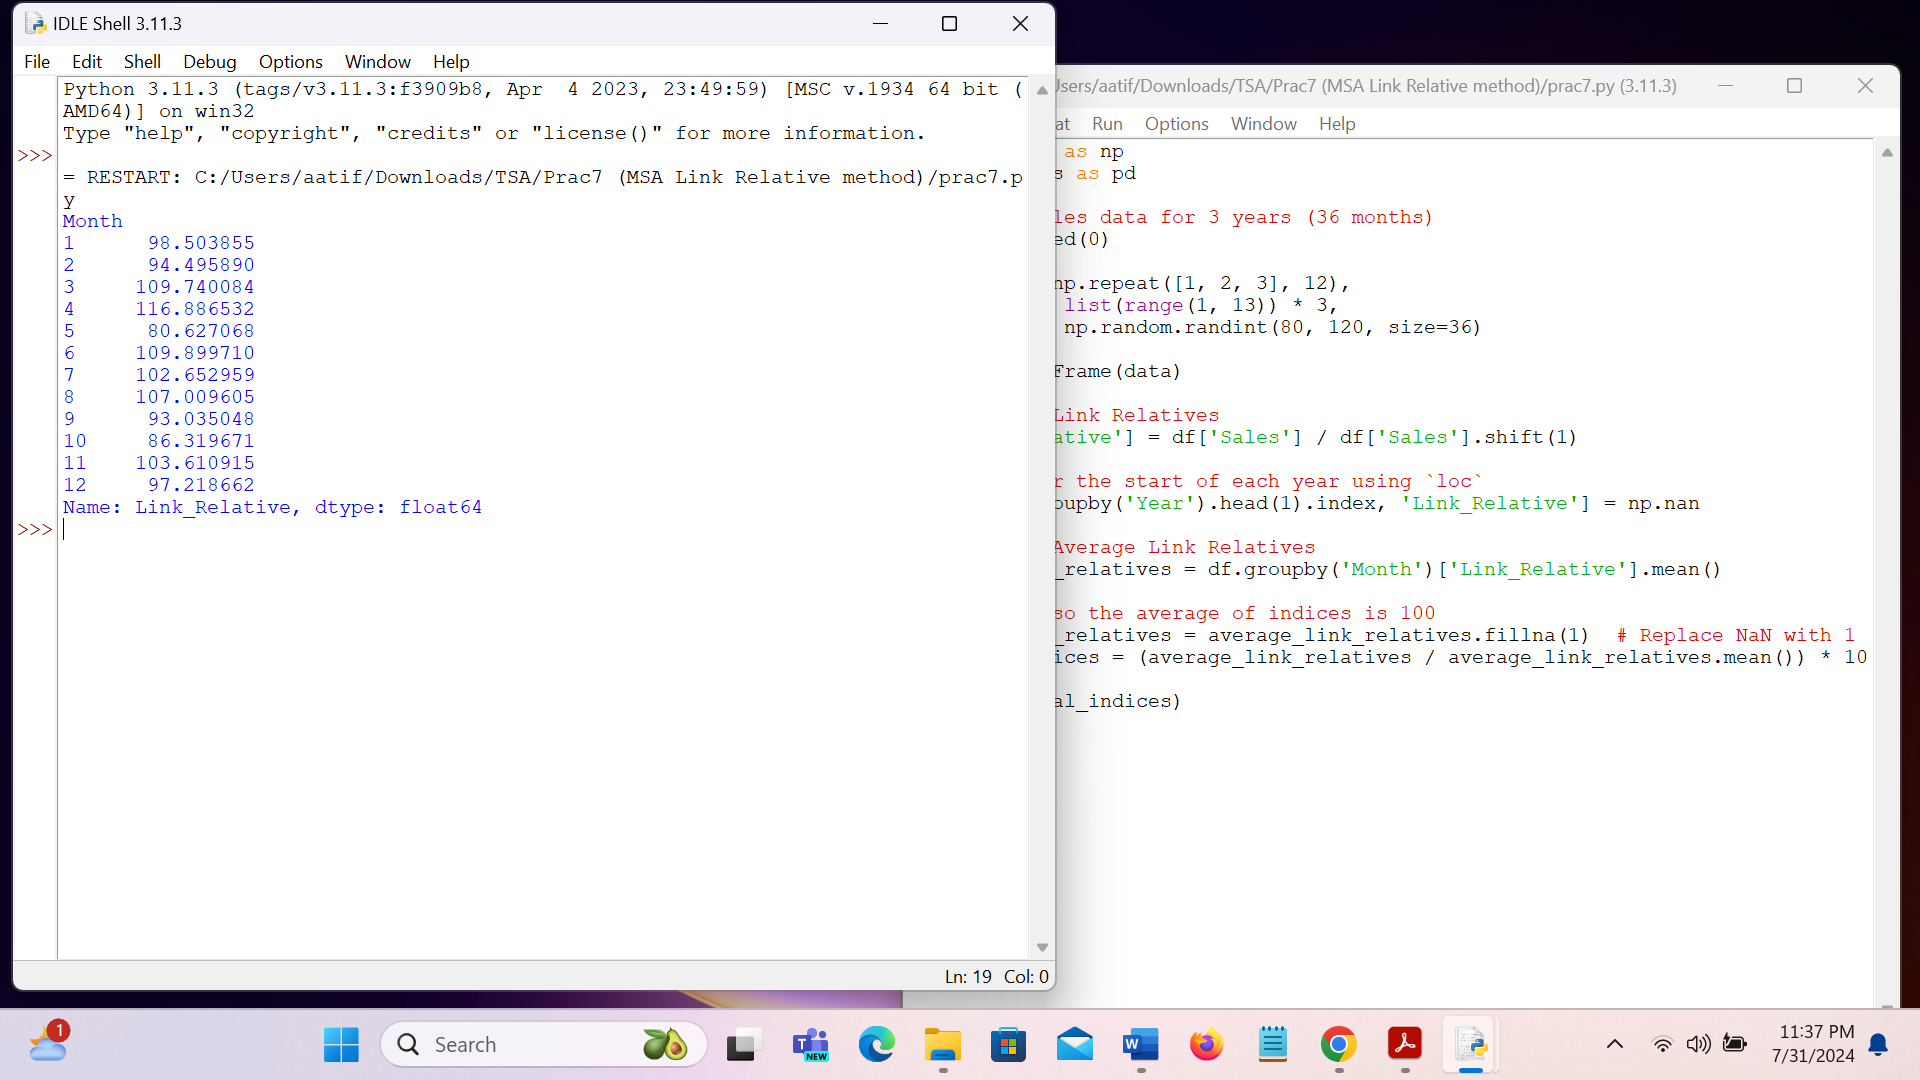 IDLE Shell 3.11.3
File Edit Shell Debug Options Window Help
Python 3.11.3 (tags/v3.11.3:f3909b8, Apr  4 2023, 23:49:59) [MSC v.1934 64 bit (
AMD64)] on win32
Type "help", "copyright", "credits" or "license()" for more information.
>>>
= RESTART: C:/Users/aatif/Downloads/TSA/Prac7 (MSA Link Relative method)/prac7.p
y
Month
1      98.503855
2      94.495890
3     109.740084
4     116.886532
5      80.627068
6     109.899710
7     102.652959
8     107.009605
9      93.035048
10     86.319671
11    103.610915
12     97.218662
Name: Link_Relative, dtype: float64
>>>
Ln: 19 Col: 0
Jsers/aatif/Downloads/TSA/Prac7 (MSA Link Relative method)/prac7.py (3.11.3)
at Run Options Window Help
as np
s as pd
les data for 3 years (36 months)
ed(0)
np.repeat([1, 2, 3], 12),
list(range(1, 13)) * 3,
np.random.randint(80, 120, size=36)
Frame(data)
Link Relatives
ative'] = df['Sales'] / df['Sales'].shift(1)
r the start of each year using `loc`
oupby('Year').head(1).index, 'Link_Relative'] = np.nan
Average Link Relatives
_relatives = df.groupby('Month')['Link_Relative'].mean()
so the average of indices is 100
_relatives = average_link_relatives.fillna(1)  # Replace NaN with 1
ices = (average_link_relatives / average_link_relatives.mean()) * 10
al_indices)
1
Search
T
NEW
W
11:37 PM
7/31/2024